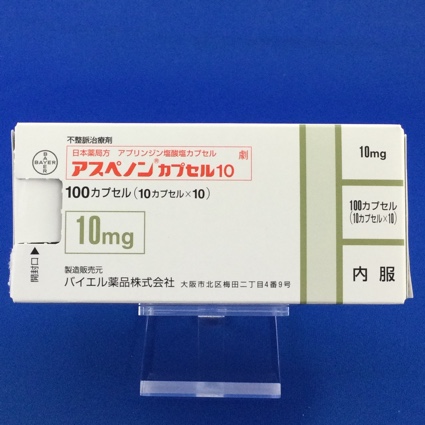 不整脈治療剤
日本薬局方 アプリンジン塩酸塩カプセル
劇
アスペノン®カプセル10
100カプセル(10カプセル×10)
10mg
製造販売元
バイエル薬品株式会社 大阪市北区梅田二丁目4番9号
BAYER
BAYER
開封口▶
10mg
100カプセル
(10カプセル×10)
内服